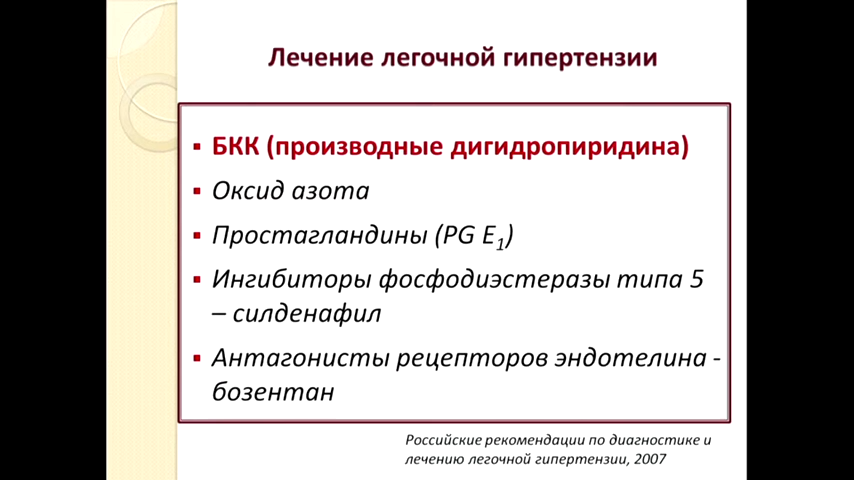 Лечение легочной гипертензии
▪ БКК (производные дигидропиридина)
▪ Оксид азота
▪ Простагландины (PG E₁)
▪ Ингибиторы фосфодиэстеразы типа 5
– силденафил
▪ Антагонисты рецепторов эндотелина -
бозентан
Российские рекомендации по диагностике и
лечению легочной гипертензии, 2007